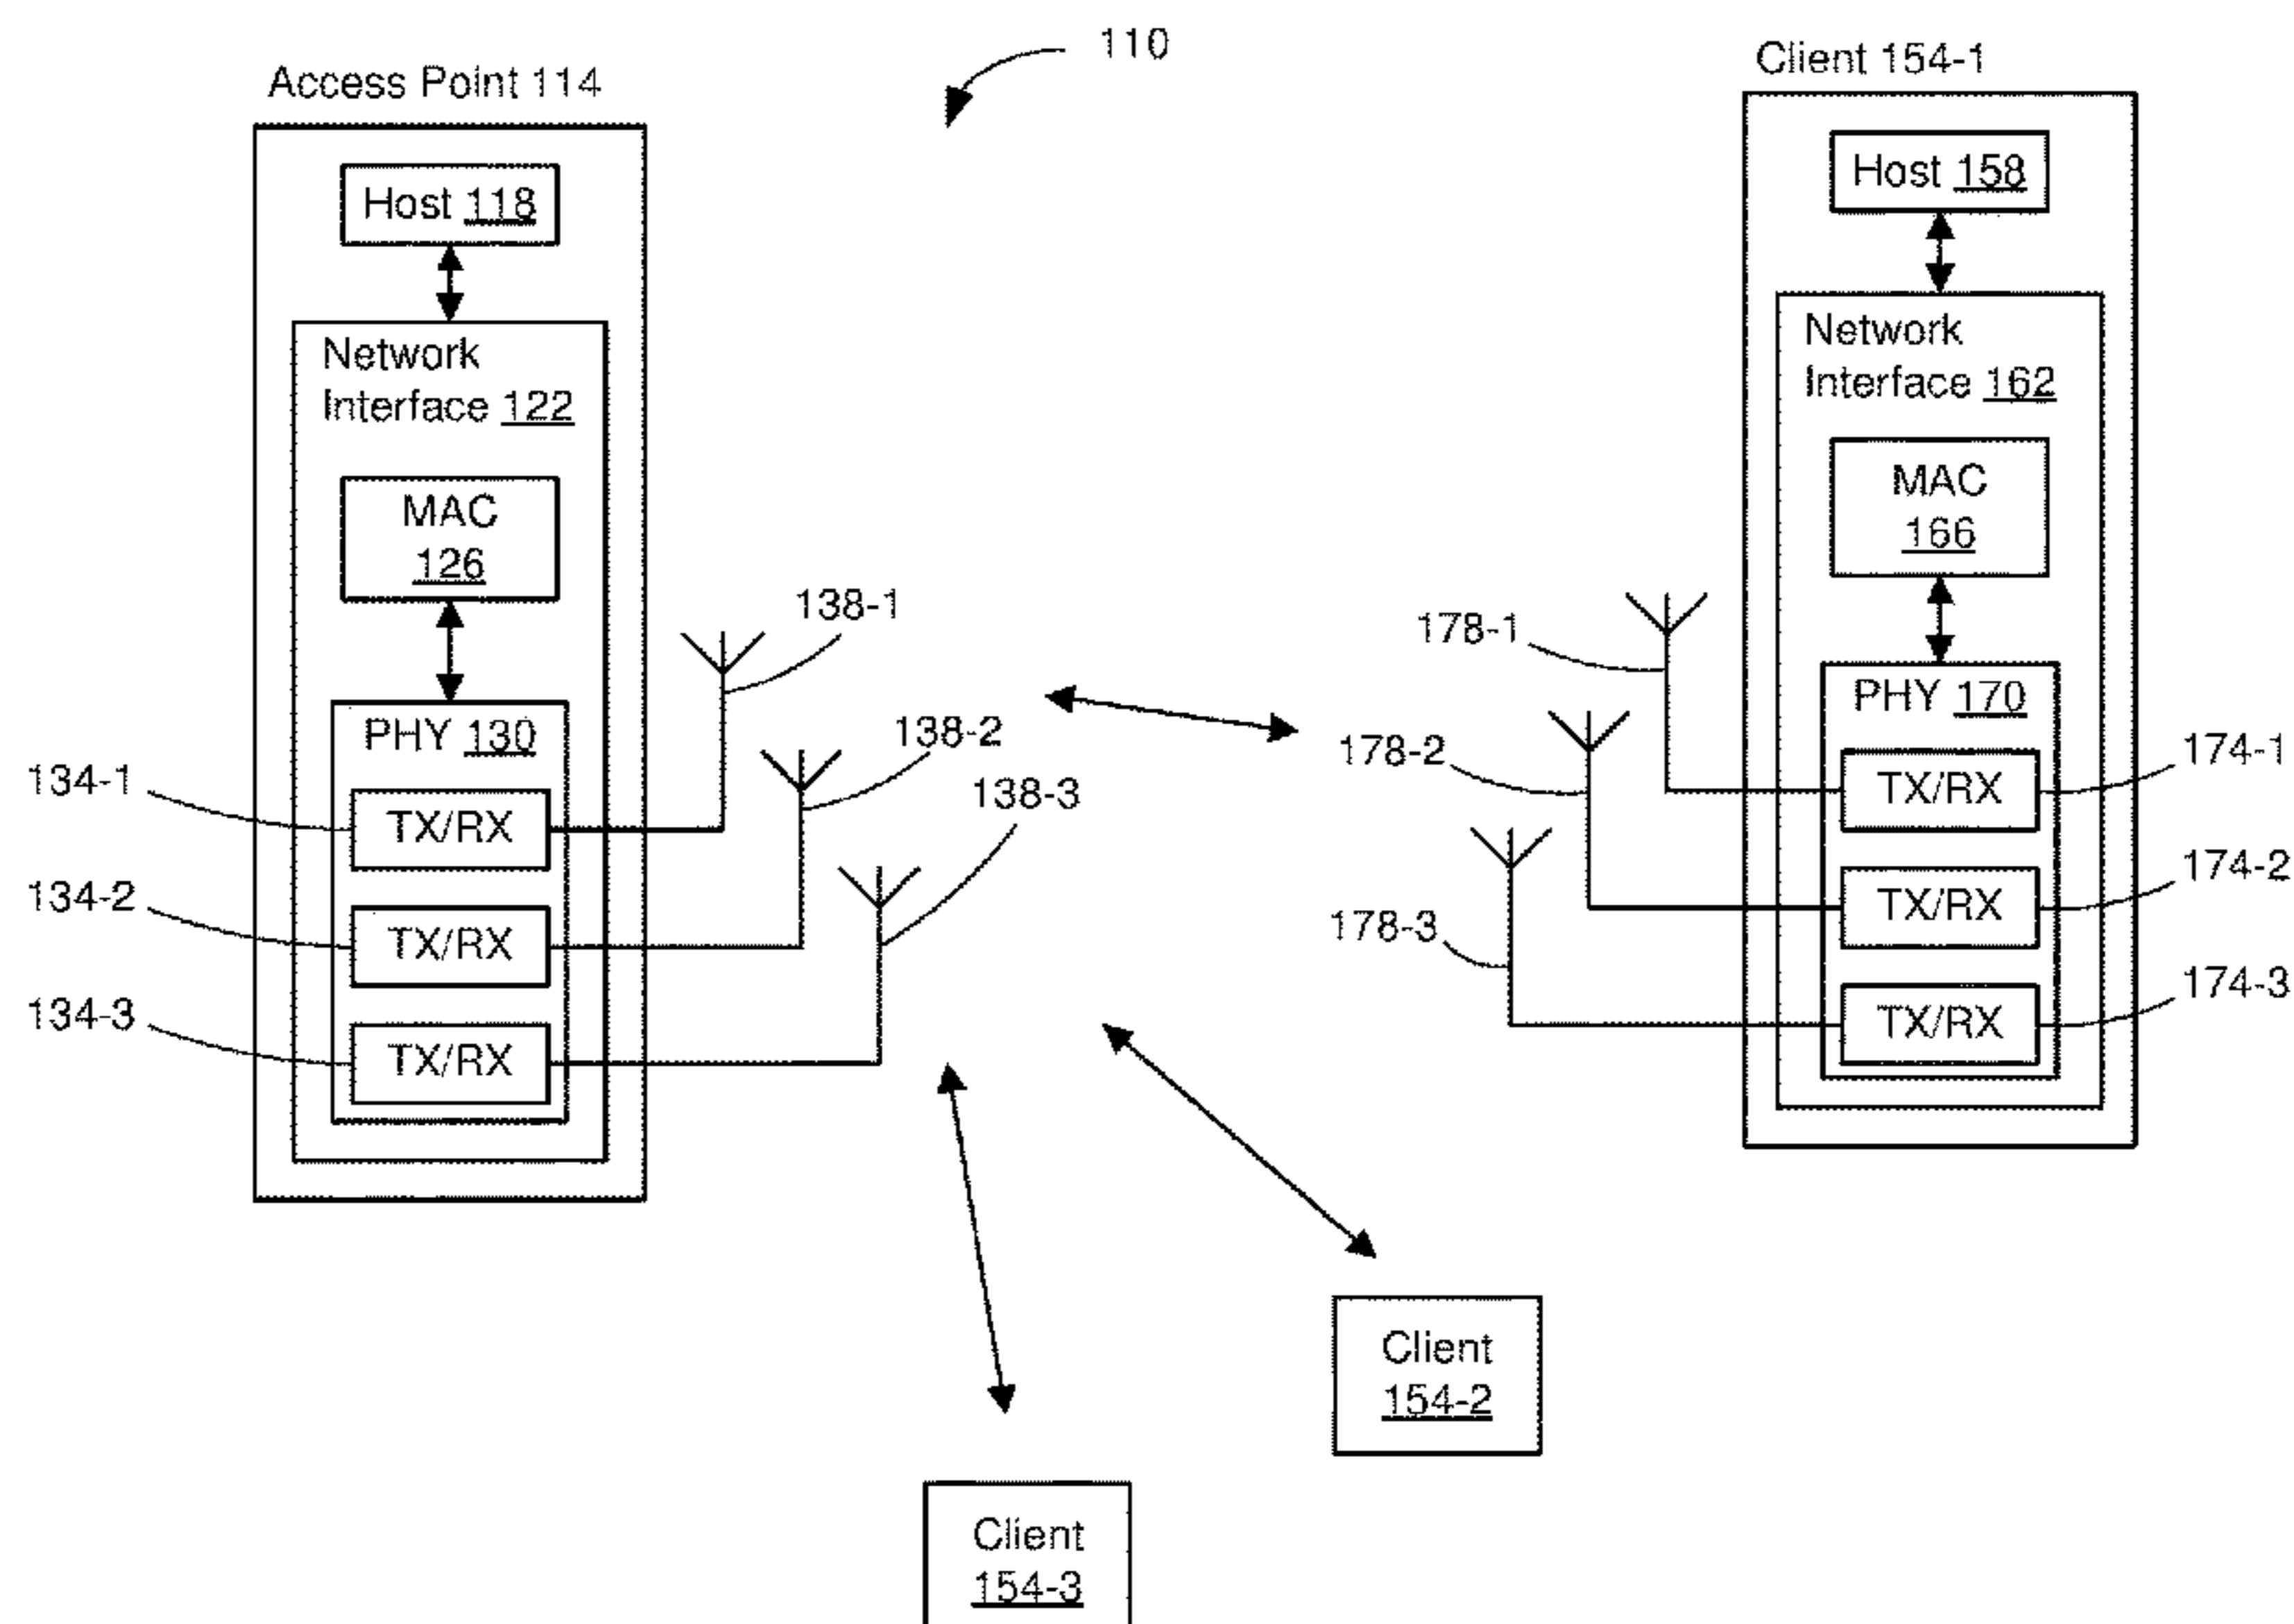 110
Access Point 114
Host 118
Network
Interface 122
MAC
126
PHY 130
134-1
TX/RX
134-2
TX/RX
134-3
TX/RX
138-1
138-2
138-3
Client 154-1
Host 158
Network
Interface 162
MAC
166
178-1
178-2
178-3
PHY 170
TX/RX
174-1
TX/RX
174-2
TX/RX
174-3
Client
154-2
Client
154-3